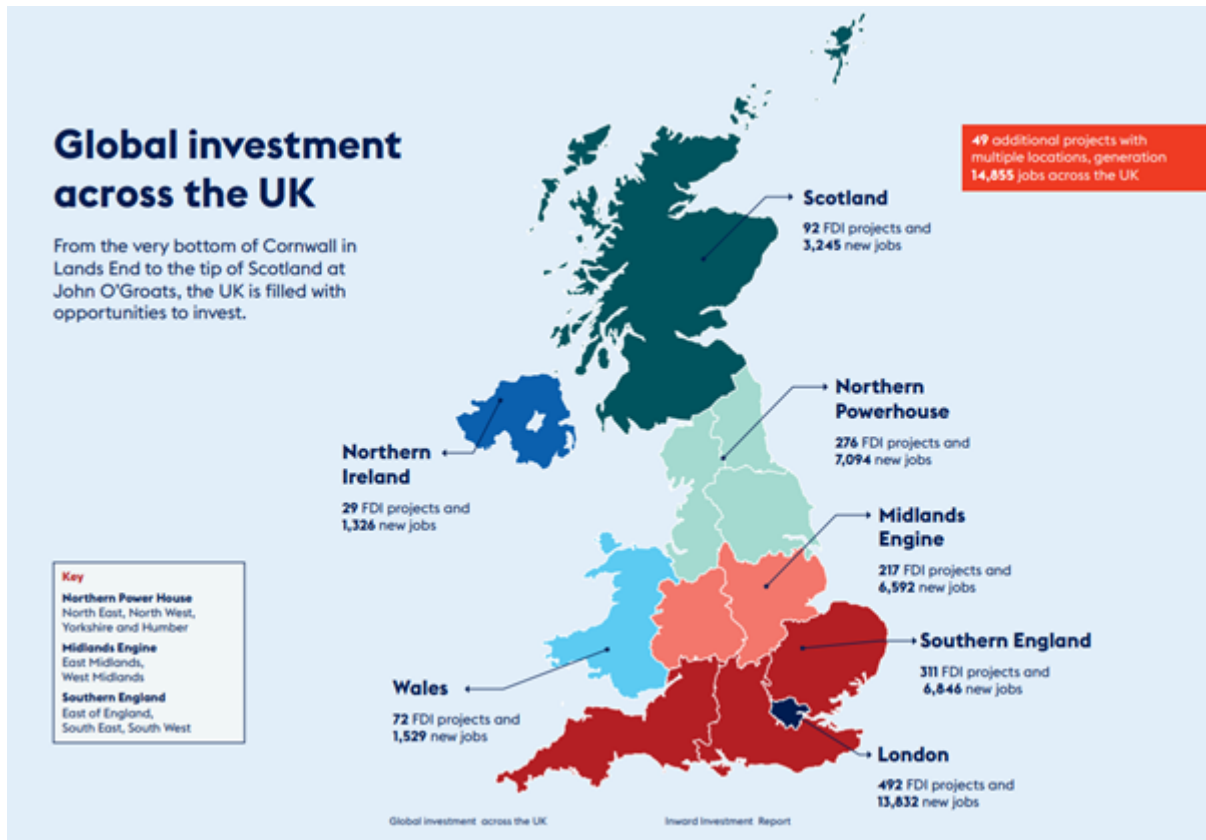 Global investment
across the UK
From the very bottom of Cornwall in
Lands End to the tip of Scotland at
John O'Groats, the UK is filled with
opportunities to invest.
49 additional projects with
multiple locations, generation
14,855 jobs across the UK
Scotland
92 FDI projects and
3,245 new jobs
Northern
Powerhouse
276 FDI projects and
7,094 new jobs
Northern
Ireland
29 FDI projects and
1,326 new jobs
Midlands
Engine
217 FDI projects and
6,592 new jobs
Southern England
311 FDI projects and
6,846 new jobs
Wales
72 FDI projects and
1,529 new jobs
London
492 FDI projects and
13,832 new jobs
Key
Northern Power House
North East, North West,
Yorkshire and Humber
Midlands Engine
East Midlands,
West Midlands
Southern England
East of England,
South East, South West
Global investment across the UK
Inward Investment Report